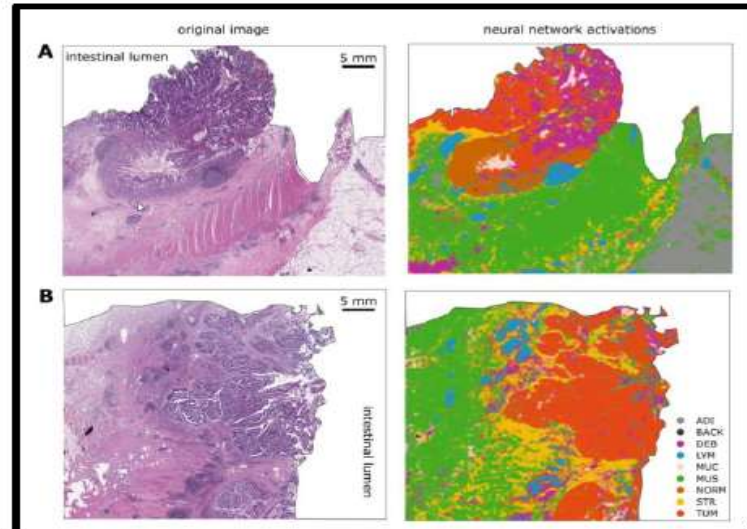 original image
neural network activations
A
intestinal lumen
5 mm
B
5 mm
intestinal lumen
ADI
BACK
DEB
LYM
MUC
MUS
NORM
STR
TUM